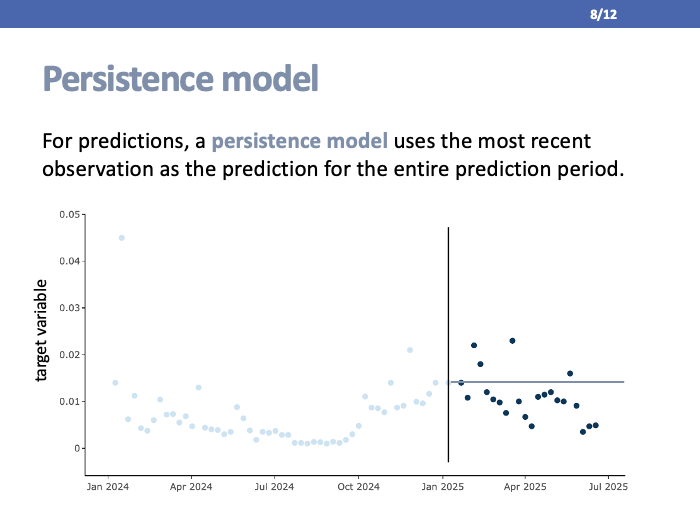 8/12
Persistence model
For predictions, a persistence model uses the most recent
observation as the prediction for the entire prediction period.
0.05
0.04
0.03
0.02
0.01
0
target variable
Jan 2024
Apr 2024
Jul 2024
Oct 2024
Jan 2025
Apr 2025
Jul 2025